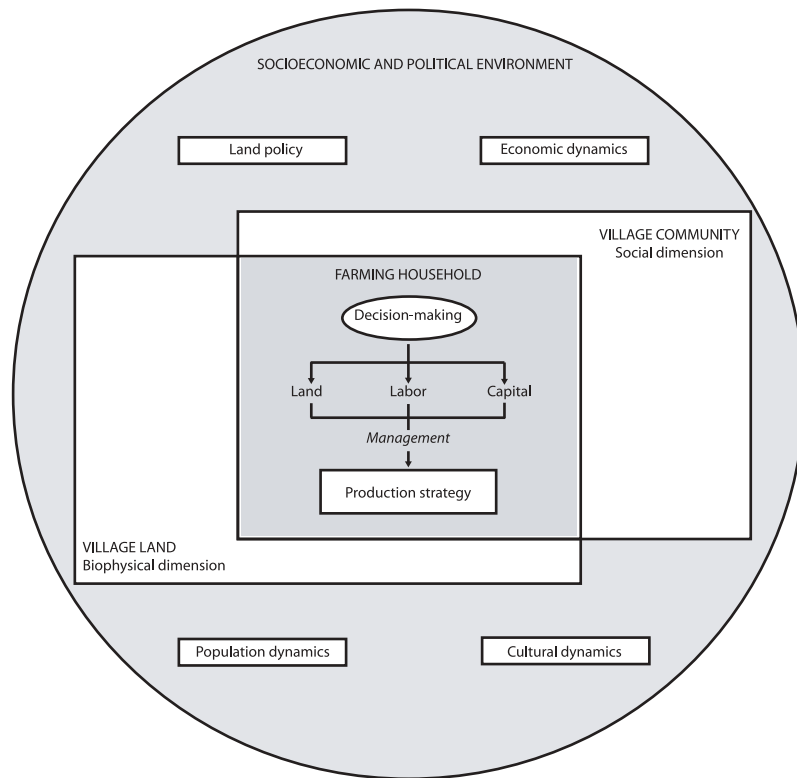 SOCIOECONOMIC AND POLITICAL ENVIRONMENT
Land policy
Economic dynamics
VILLAGE COMMUNITY
Social dimension
FARMING HOUSEHOLD
Decision-making
Land
Labor
Capital
Management
Production strategy
VILLAGE LAND
Biophysical dimension
Population dynamics
Cultural dynamics